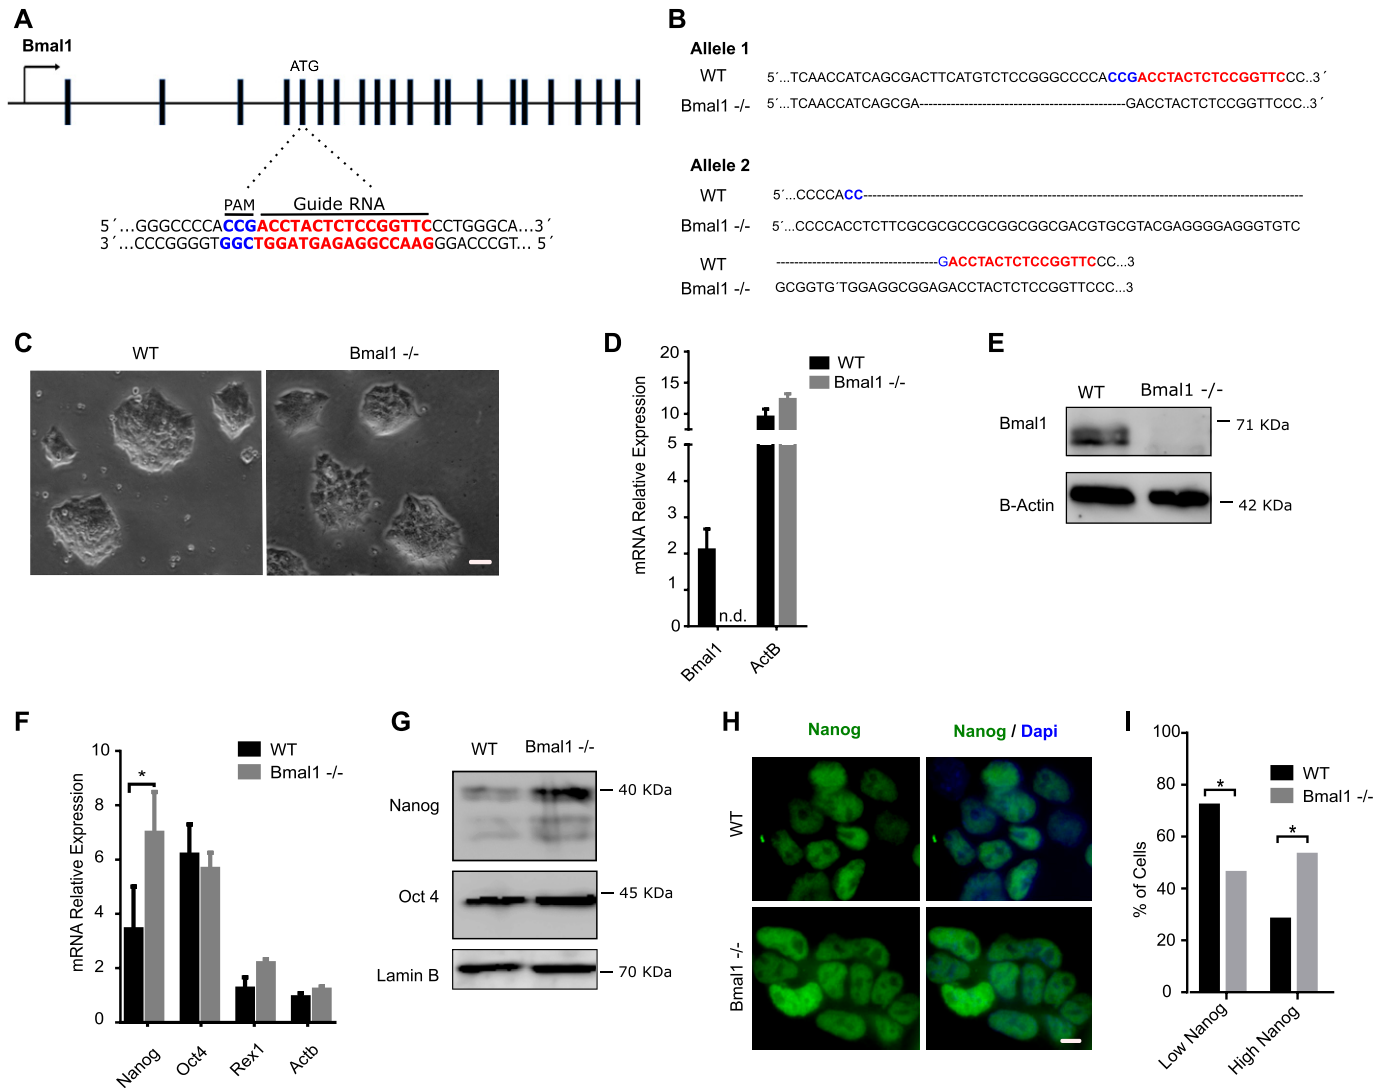 A
Bmal1
ATG
PAM Guide RNA
5´...GGGCCCCACCGACCTACTCTCCGGTTCCCTGGGCA...3´
3´...CCCGGGGTGGCTGGATGAGAGGCCAAGGGACCCGT... 5´
B
Allele 1
WT 5´...TCAACCATCAGCGACTTCATGTCTCCGGGCCCCACCGACCTACTCTCCGGTTCCC..3´
Bmal1 -/- 5´...TCAACCATCAGCGA----------------------------------------------GACCTACTCTCCGGTTCCC..3´
Allele 2
WT 5´...CCCCACC----------------------------------------------------------------------------------------------------
Bmal1 -/- 5´...CCCCACCTCTTCGCGCGCCGCGGCGGCGACGTGCGTACGAGGGGAGGGTGTC
WT ------------------------------------GACCTACTCTCCGGTTCCC...3
Bmal1 -/- GCGGTG´TGGAGGCGGAGACCTACTCTCCGGTTCCC...3
C
WT Bmal1 -/-
D
mRNA Relative Expression
20
15
10
5
4
3
2
1
0
WT
Bmal1 -/-
n.d.
Bmal1 ActB
E
WT Bmal1 -/-
Bmal1 71 KDa
B-Actin 42 KDa
F
mRNA Relative Expression
10
8
6
4
2
0
WT
Bmal1 -/-
*
Nanog Oct4 Rex1 Actb
G
WT Bmal1 -/-
Nanog 40 KDa
Oct 4 45 KDa
Lamin B 70 KDa
H
Nanog Nanog / Dapi
WT
Bmal1 -/-
I
% of Cells
100
80
60
40
20
0
WT
Bmal1 -/-
*
*
Low Nanog High Nanog